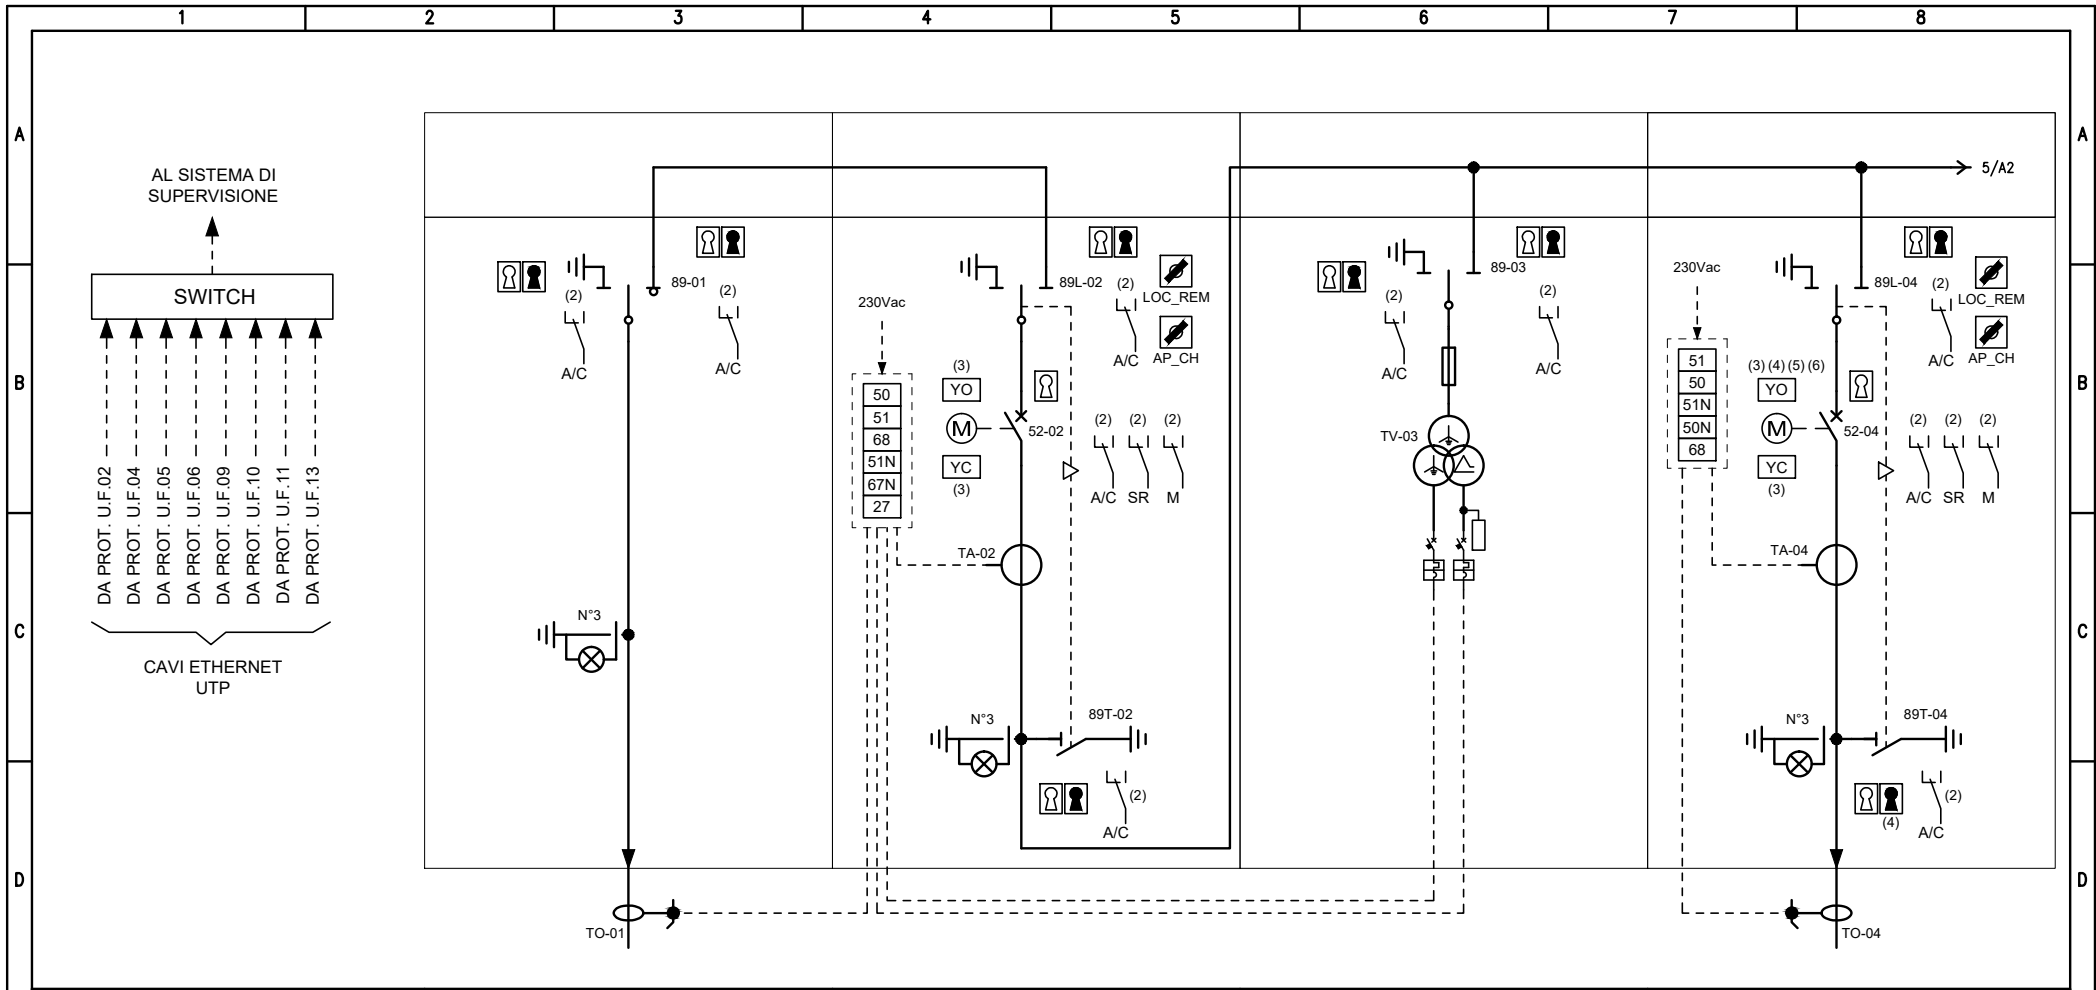 1 2 3 4 5 6 7 8
A A
AL SISTEMA DI
SUPERVISIONE
5/A2
SWITCH
DA PROT. U.F.02
DA PROT. U.F.04
DA PROT. U.F.05
DA PROT. U.F.06
DA PROT. U.F.09
DA PROT. U.F.10
DA PROT. U.F.11
DA PROT. U.F.13
CAVI ETHERNET
UTP
B B
89-01
(2)
A/C
(2)
A/C
N°3
TO-01
230Vac
50
51
68
51N
67N
27
(3)
YO
M
YC
(3)
89L-02
(2)
A/C
LOC_REM
AP_CH
52-02
(2) (2) (2)
A/C SR M
TA-02
N°3
89T-02
(2)
A/C
89-03
(2)
A/C
(2)
A/C
TV-03
230Vac
51
50
51N
50N
68
(3) (4) (5) (6)
YO
M
YC
(3)
89L-04
(2)
A/C
LOC_REM
AP_CH
52-04
(2) (2) (2)
A/C SR M
TA-04
C C
N°3
89T-04
(4)
(2)
A/C
D D
TO-04